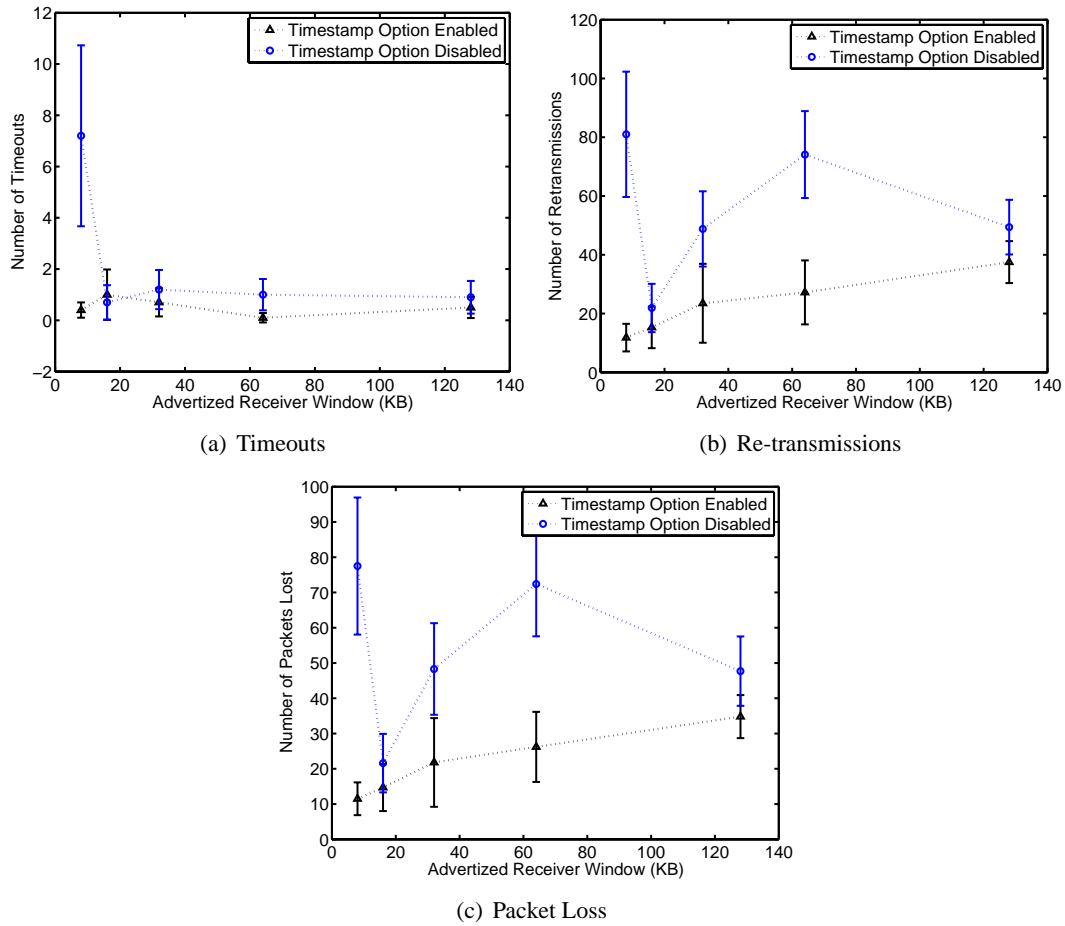 12
10
8
6
4
2
0
−2
Number of Timeouts
Timestamp Option Enabled
Timestamp Option Disabled
0 20 40 60 80 100 120 140
Advertized Receiver Window (KB)
(a) Timeouts
120
100
80
60
40
20
0
Number of Retransmissions
Timestamp Option Enabled
Timestamp Option Disabled
0 20 40 60 80 100 120 140
Advertized Receiver Window (KB)
(b) Re-transmissions
100
90
80
70
60
50
40
30
20
10
0
Number of Packets Lost
Timestamp Option Enabled
Timestamp Option Disabled
0 20 40 60 80 100 120 140
Advertized Receiver Window (KB)
(c) Packet Loss